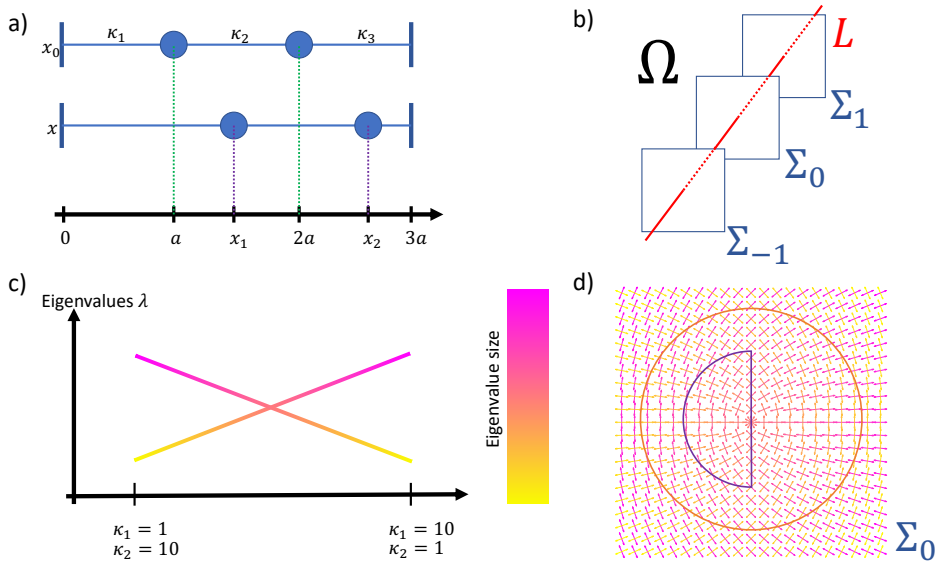 a)
κ₁ κ₂ κ₃
x₀
x
0 a x₁ 2a x₂ 3a
b)
Ω
L
Σ₁
Σ₀
Σ₋₁
c)
Eigenvalues λ
κ₁ = 1
κ₂ = 10
κ₁ = 10
κ₂ = 1
Eigenvalue size
d)
Σ₀